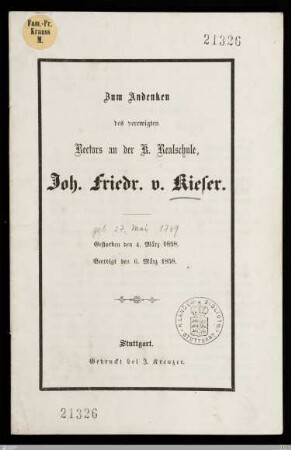 Fam.-Pr.
Krauss
M.
21326
Zum Andenken
des verewigten
Rectors an der K. Realschule,
Joh. Friedr. v. Kieser.
geb 27. Mai 1789
Gestorben den 4. März 1858.
Beerdigt den 6. März 1858.
Stuttgart.
Gedruckt bei J. Kreuzer.
21326